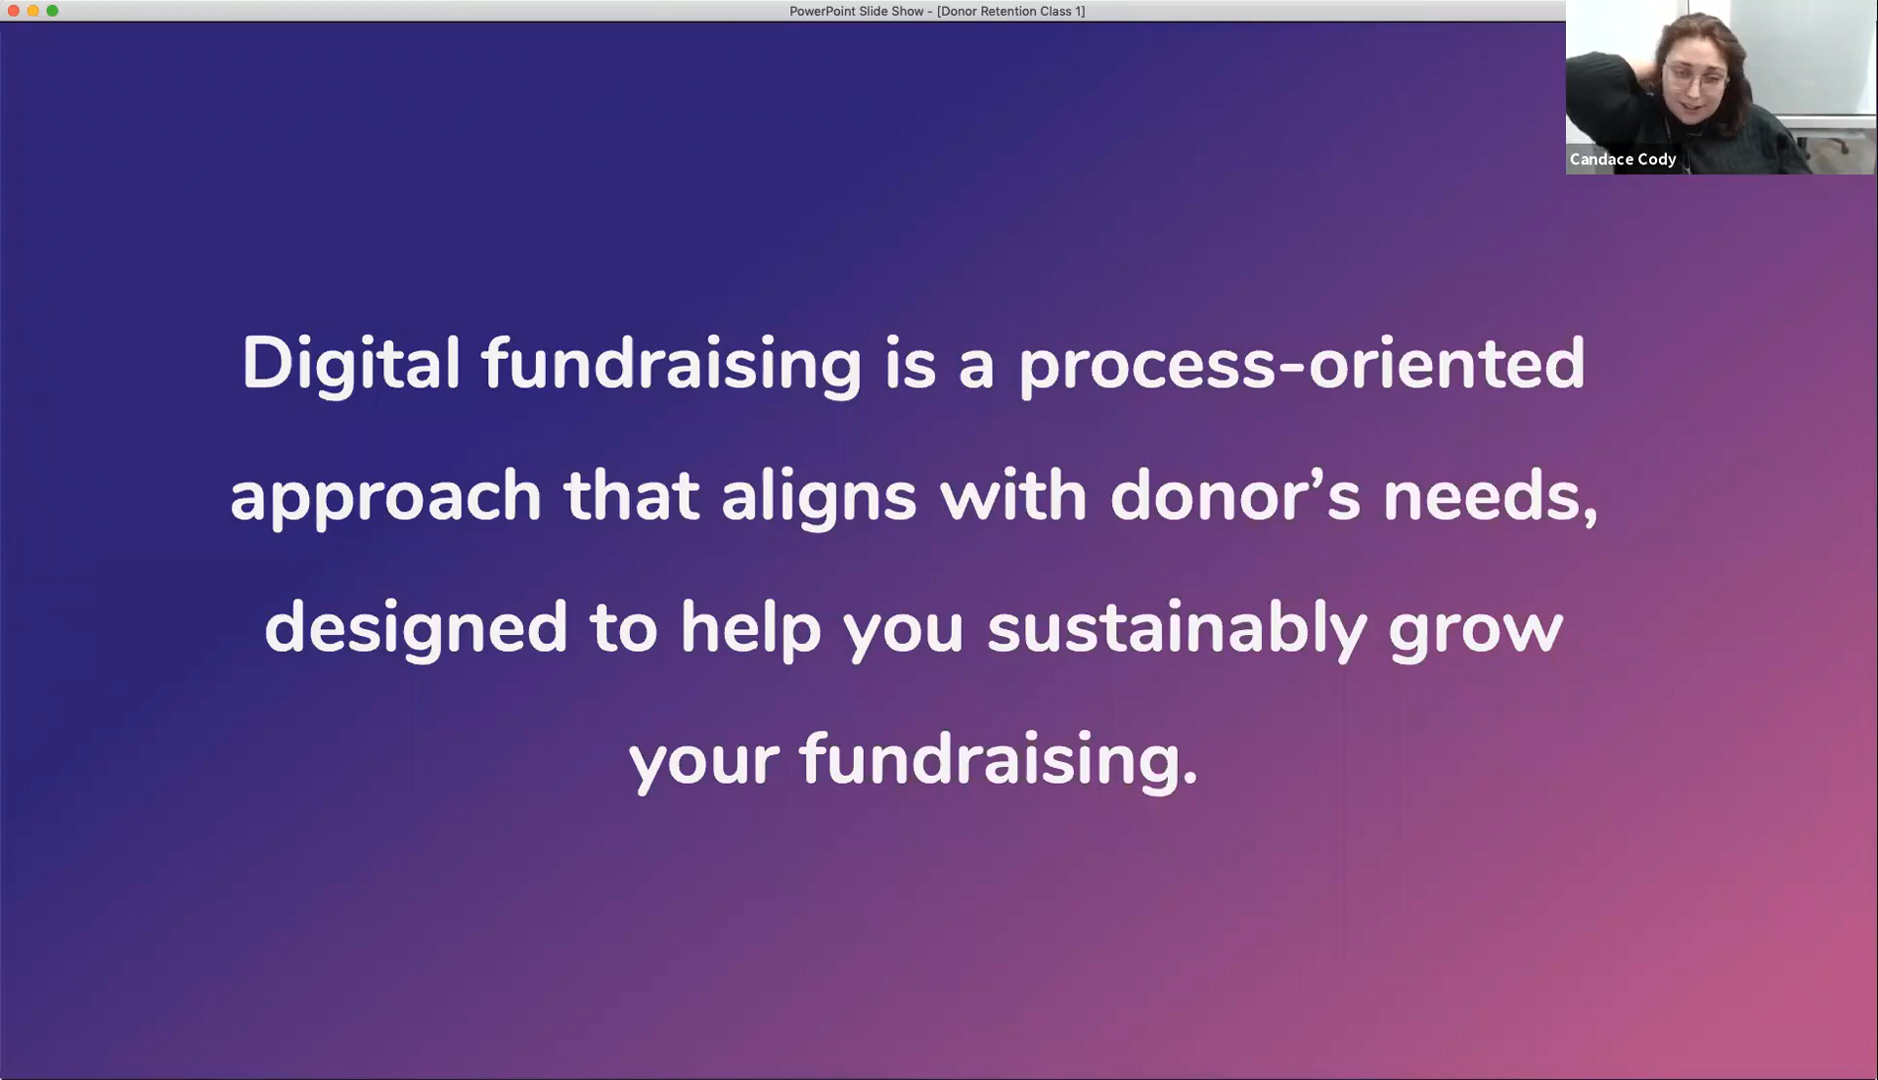 PowerPoint Slide Show - [Donor Retention Class 1]
Candace Cody
Digital fundraising is a process-oriented
approach that aligns with donor’s needs,
designed to help you sustainably grow
your fundraising.